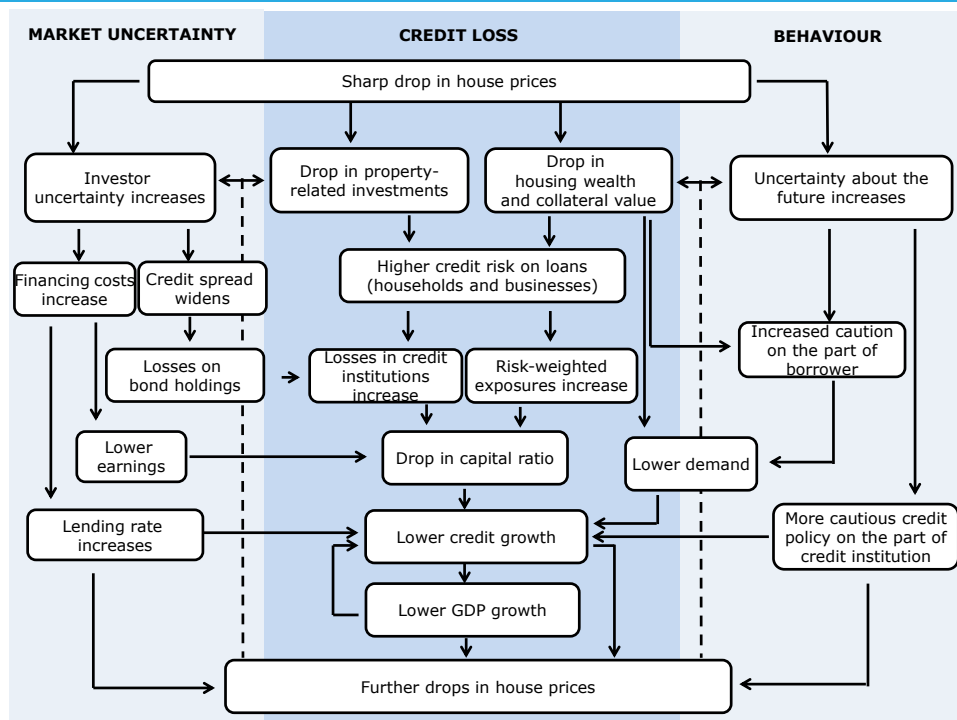 MARKET UNCERTAINTY
CREDIT LOSS
BEHAVIOUR
Sharp drop in house prices
Investor
uncertainty increases
Drop in property-
related investments
Drop in
housing wealth
and collateral value
Uncertainty about the
future increases
Financing costs
increase
Credit spread
widens
Higher credit risk on loans
(households and businesses)
Losses on
bond holdings
Losses in credit
institutions
increase
Risk-weighted
exposures increase
Increased caution
on the part of
borrower
Lower
earnings
Drop in capital ratio
Lower demand
Lending rate
increases
Lower credit growth
More cautious credit
policy on the part of
credit institution
Lower GDP growth
Further drops in house prices